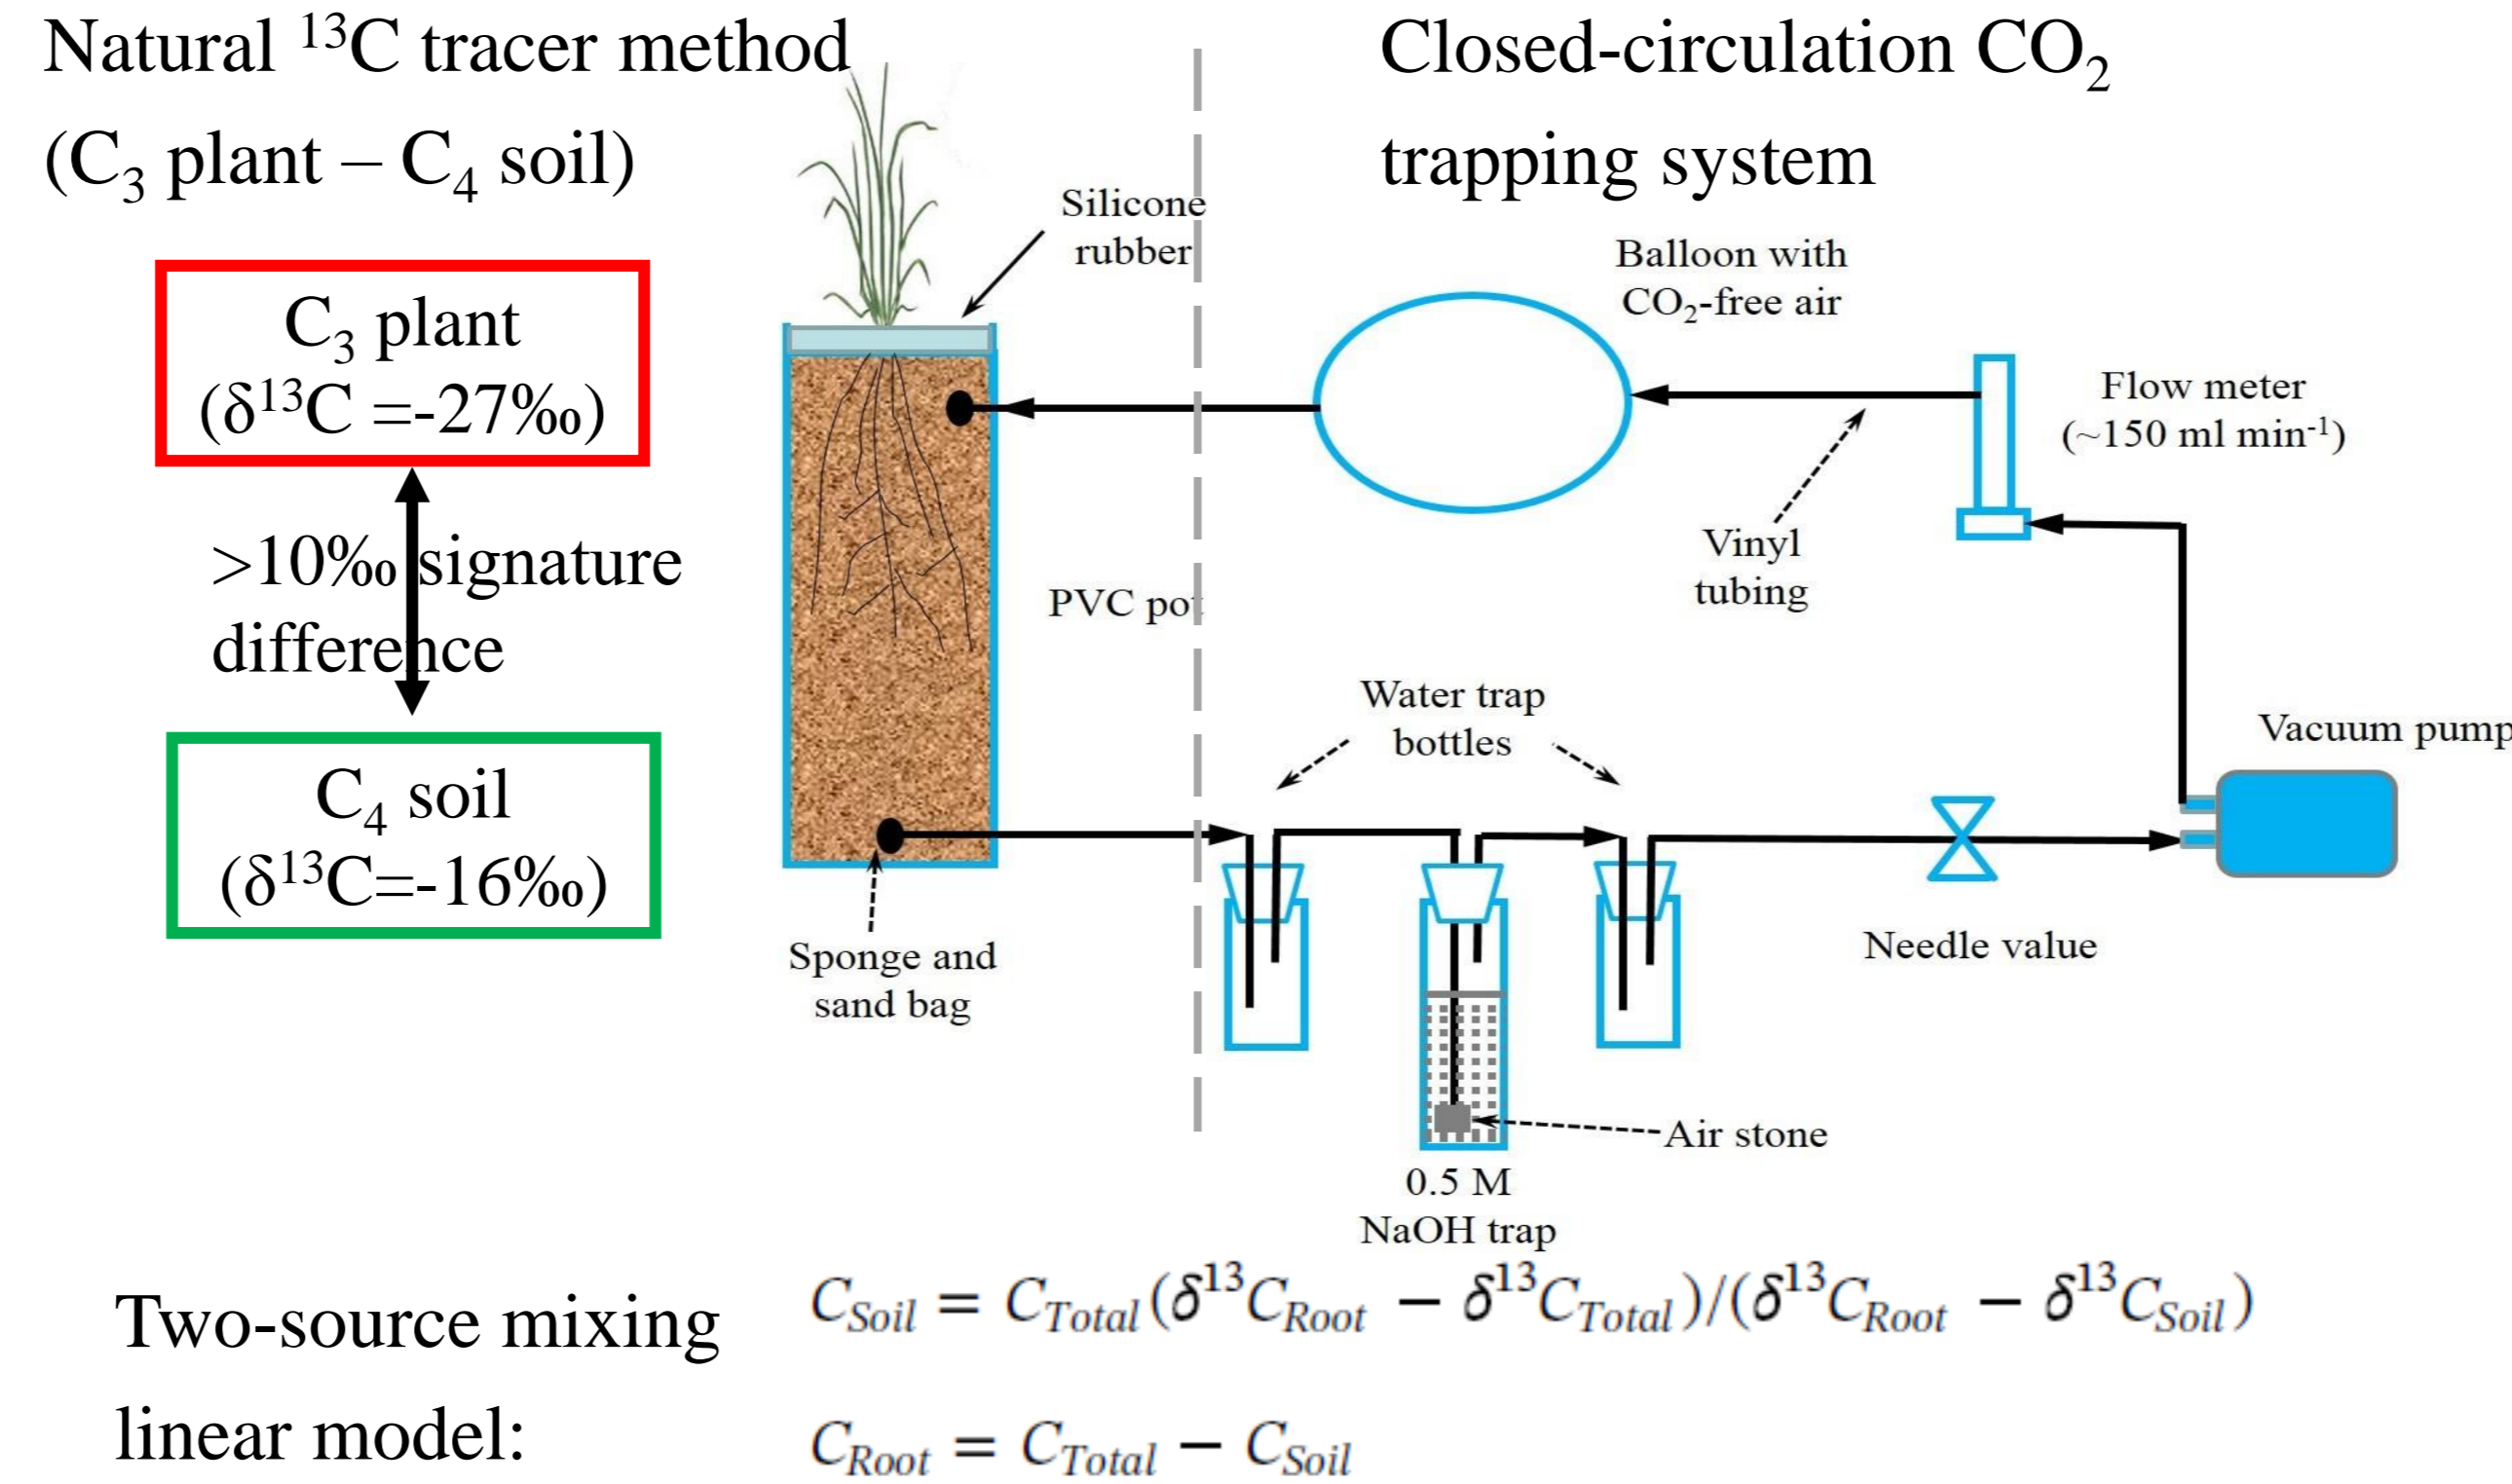 Natural ¹³C tracer method
(C₃ plant – C₄ soil)
C₃ plant
(δ¹³C =-27‰)
>10‰ signature
difference
C₄ soil
(δ¹³C=-16‰)
Silicone
rubber
PVC pot
Sponge and
sand bag
Closed-circulation CO₂
trapping system
Balloon with
CO₂-free air
Flow meter
(~150 ml min⁻¹)
Vinyl
tubing
Water trap
bottles
Vacuum pump
Needle value
Air stone
0.5 M
NaOH trap
Two-source mixing
linear model:
C_Soil = C_Total(δ¹³C_Root − δ¹³C_Total)/(δ¹³C_Root − δ¹³C_Soil)
C_Root = C_Total − C_Soil